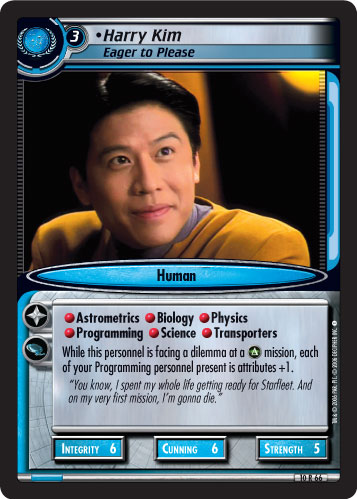 3
•Harry Kim
Eager to Please
Human
Astrometrics Biology Physics
Programming Science Transporters
While this personnel is facing a dilemma at a A mission, each
of your Programming personnel present is attributes +1.
"You know, I spent my whole life getting ready for Starfleet. And
on my very first mission, I'm gonna die."
INTEGRITY 6 CUNNING 6 STRENGTH 5
10 R 66